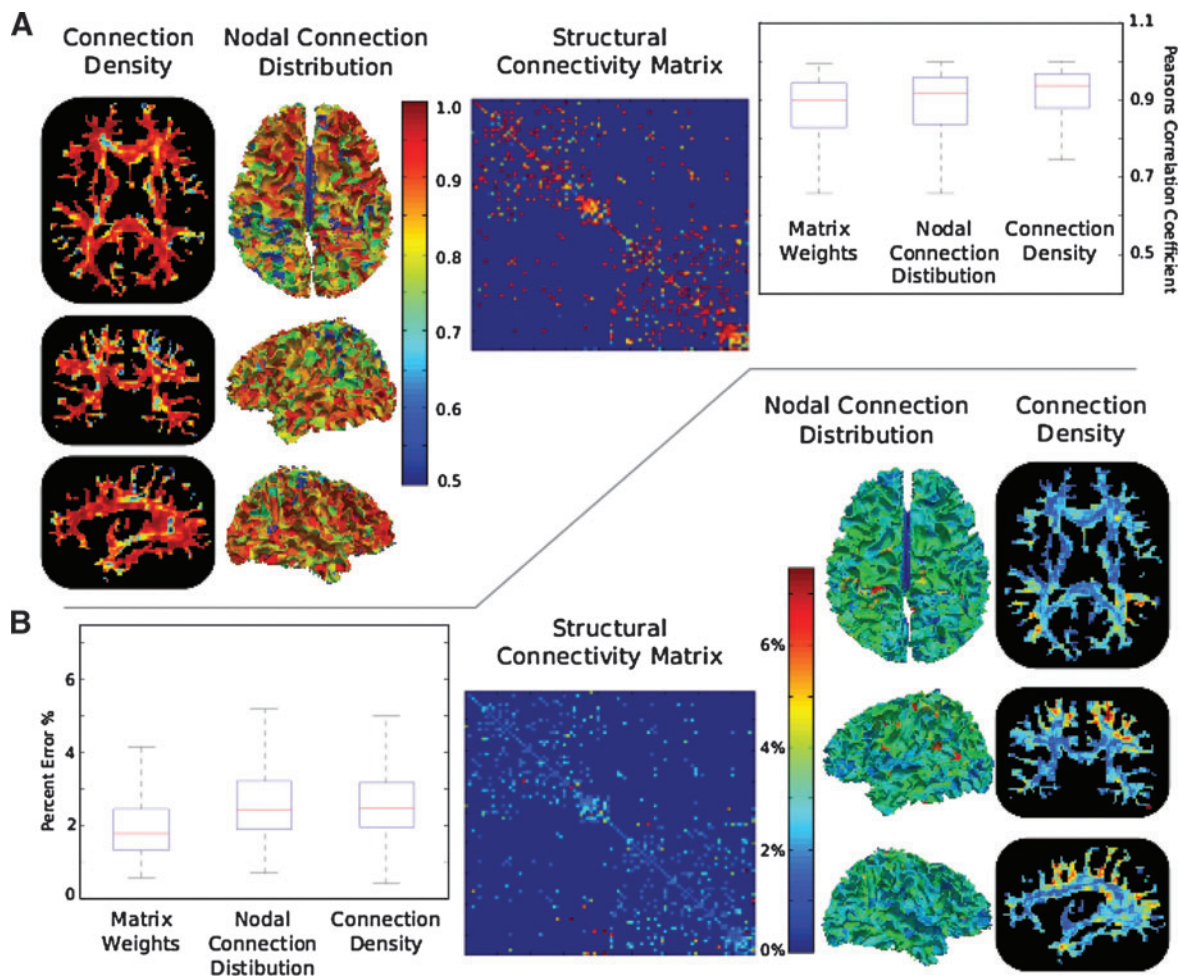 A
Connection
Density
Nodal Connection
Distribution
Structural
Connectivity Matrix
1.0
0.9
0.8
0.7
0.6
0.5
1.1
0.9
0.7
0.5
Pearsons Correlation Coefficient
Matrix
Weights
Nodal
Connection
Distibution
Connection
Density
Nodal Connection
Distribution
Connection
Density
B
Percent Error %
6
4
2
0
Matrix
Weights
Nodal
Connection
Distibution
Connection
Density
Structural
Connectivity Matrix
6%
4%
2%
0%